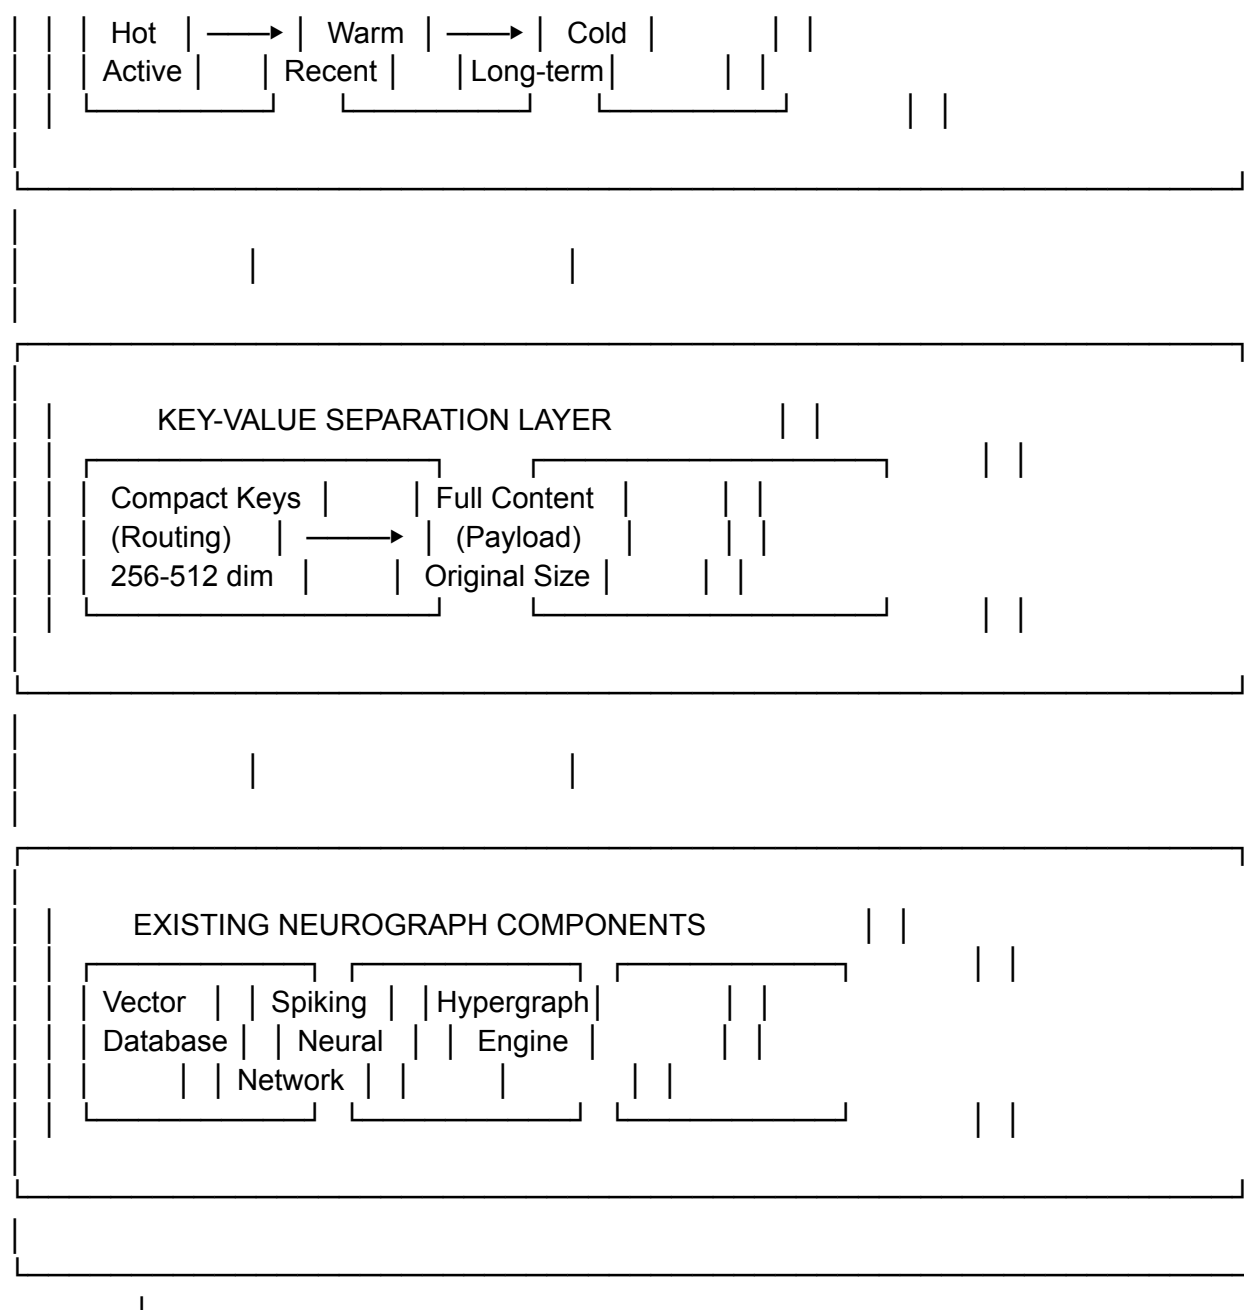 │ │ │ Hot │ ───▶ │ Warm │ ───▶ │ Cold │ │ │
│ │ │ Active │ │ Recent │ │Long-term│ │ │
KEY-VALUE SEPARATION LAYER
│ │ │ Compact Keys │ │ Full Content │ │ │
│ │ │ (Routing) │ ────▶ │ (Payload) │ │ │
│ │ │ 256-512 dim │ │ Original Size │ │ │
EXISTING NEUROGRAPH COMPONENTS
│ │ │ Vector │ │ Spiking │ │Hypergraph│ │ │
│ │ │ Database │ │ Neural │ │ Engine │ │ │
│ │ │ │ │ Network │ │ │ │ │